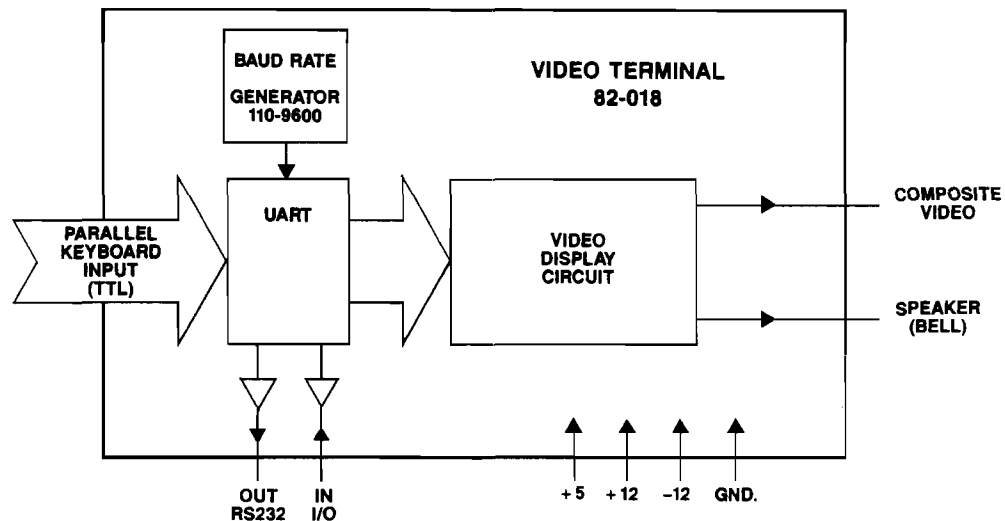 BAUD RATE
GENERATOR
110-9600
VIDEO TERMINAL
82-018
PARALLEL
KEYBOARD
INPUT
(TTL)
UART
VIDEO
DISPLAY
CIRCUIT
COMPOSITE
VIDEO
SPEAKER
(BELL)
OUT
RS232
IN
I/O
+5
+12
-12
GND.